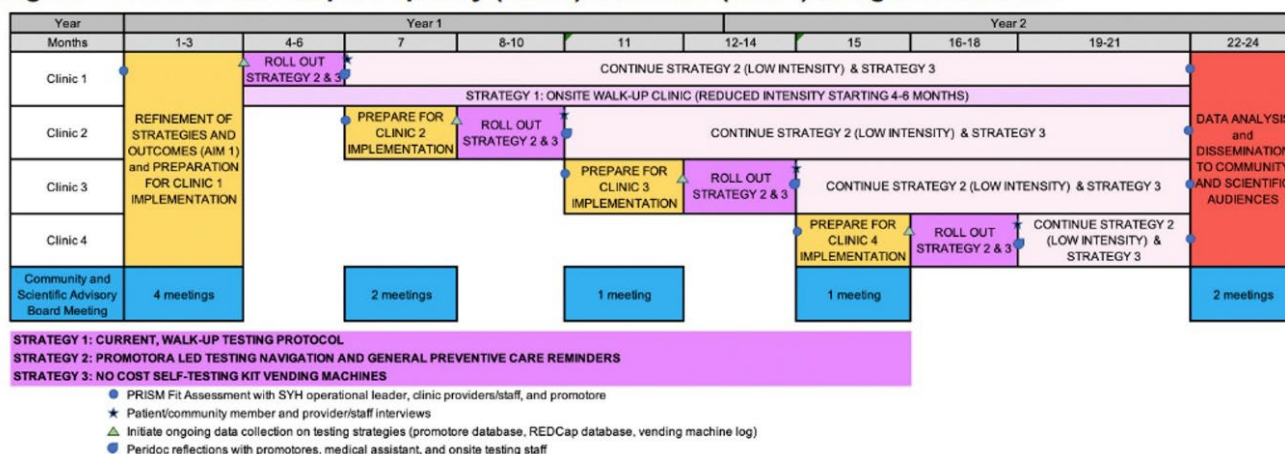 Year Year 1 Year 2
Months 1-3 4-6 7 8-10 11 12-14 15 16-18 19-21 22-24
Clinic 1
REFINEMENT OF
STRATEGIES AND
OUTCOMES (AIM 1)
and PREPARATION
FOR CLINIC 1
IMPLEMENTATION
ROLL OUT
STRATEGY 2 & 3
CONTINUE STRATEGY 2 (LOW INTENSITY) & STRATEGY 3
STRATEGY 1: ONSITE WALK-UP CLINIC (REDUCED INTENSITY STARTING 4-6 MONTHS)
DATA ANALYSIS
and
DISSEMINATION
TO COMMUNITY
AND SCIENTIFIC
AUDIENCES
Clinic 2
PREPARE FOR
CLINIC 2
IMPLEMENTATION
ROLL OUT
STRATEGY 2 & 3
CONTINUE STRATEGY 2 (LOW INTENSITY) & STRATEGY 3
Clinic 3
PREPARE FOR
CLINIC 3
IMPLEMENTATION
ROLL OUT
STRATEGY 2 & 3
CONTINUE STRATEGY 2 (LOW INTENSITY) & STRATEGY 3
Clinic 4
PREPARE FOR
CLINIC 4
IMPLEMENTATION
ROLL OUT
STRATEGY 2 & 3
CONTINUE STRATEGY 2
(LOW INTENSITY) &
STRATEGY 3
Community and
Scientific Advisory
Board Meeting
4 meetings 2 meetings 1 meeting 1 meeting 2 meetings
STRATEGY 1: CURRENT, WALK-UP TESTING PROTOCOL
STRATEGY 2: PROMOTORA LED TESTING NAVIGATION AND GENERAL PREVENTIVE CARE REMINDERS
STRATEGY 3: NO COST SELF-TESTING KIT VENDING MACHINES
PRISM Fit Assessment with SYH operational leader, clinic providers/staff, and promotore
Patient/community member and provider/staff interviews
Initiate ongoing data collection on testing strategies (promotore database, REDCap database, vending machine log)
Peridoc reflections with promotores, medical assistant, and onsite testing staff